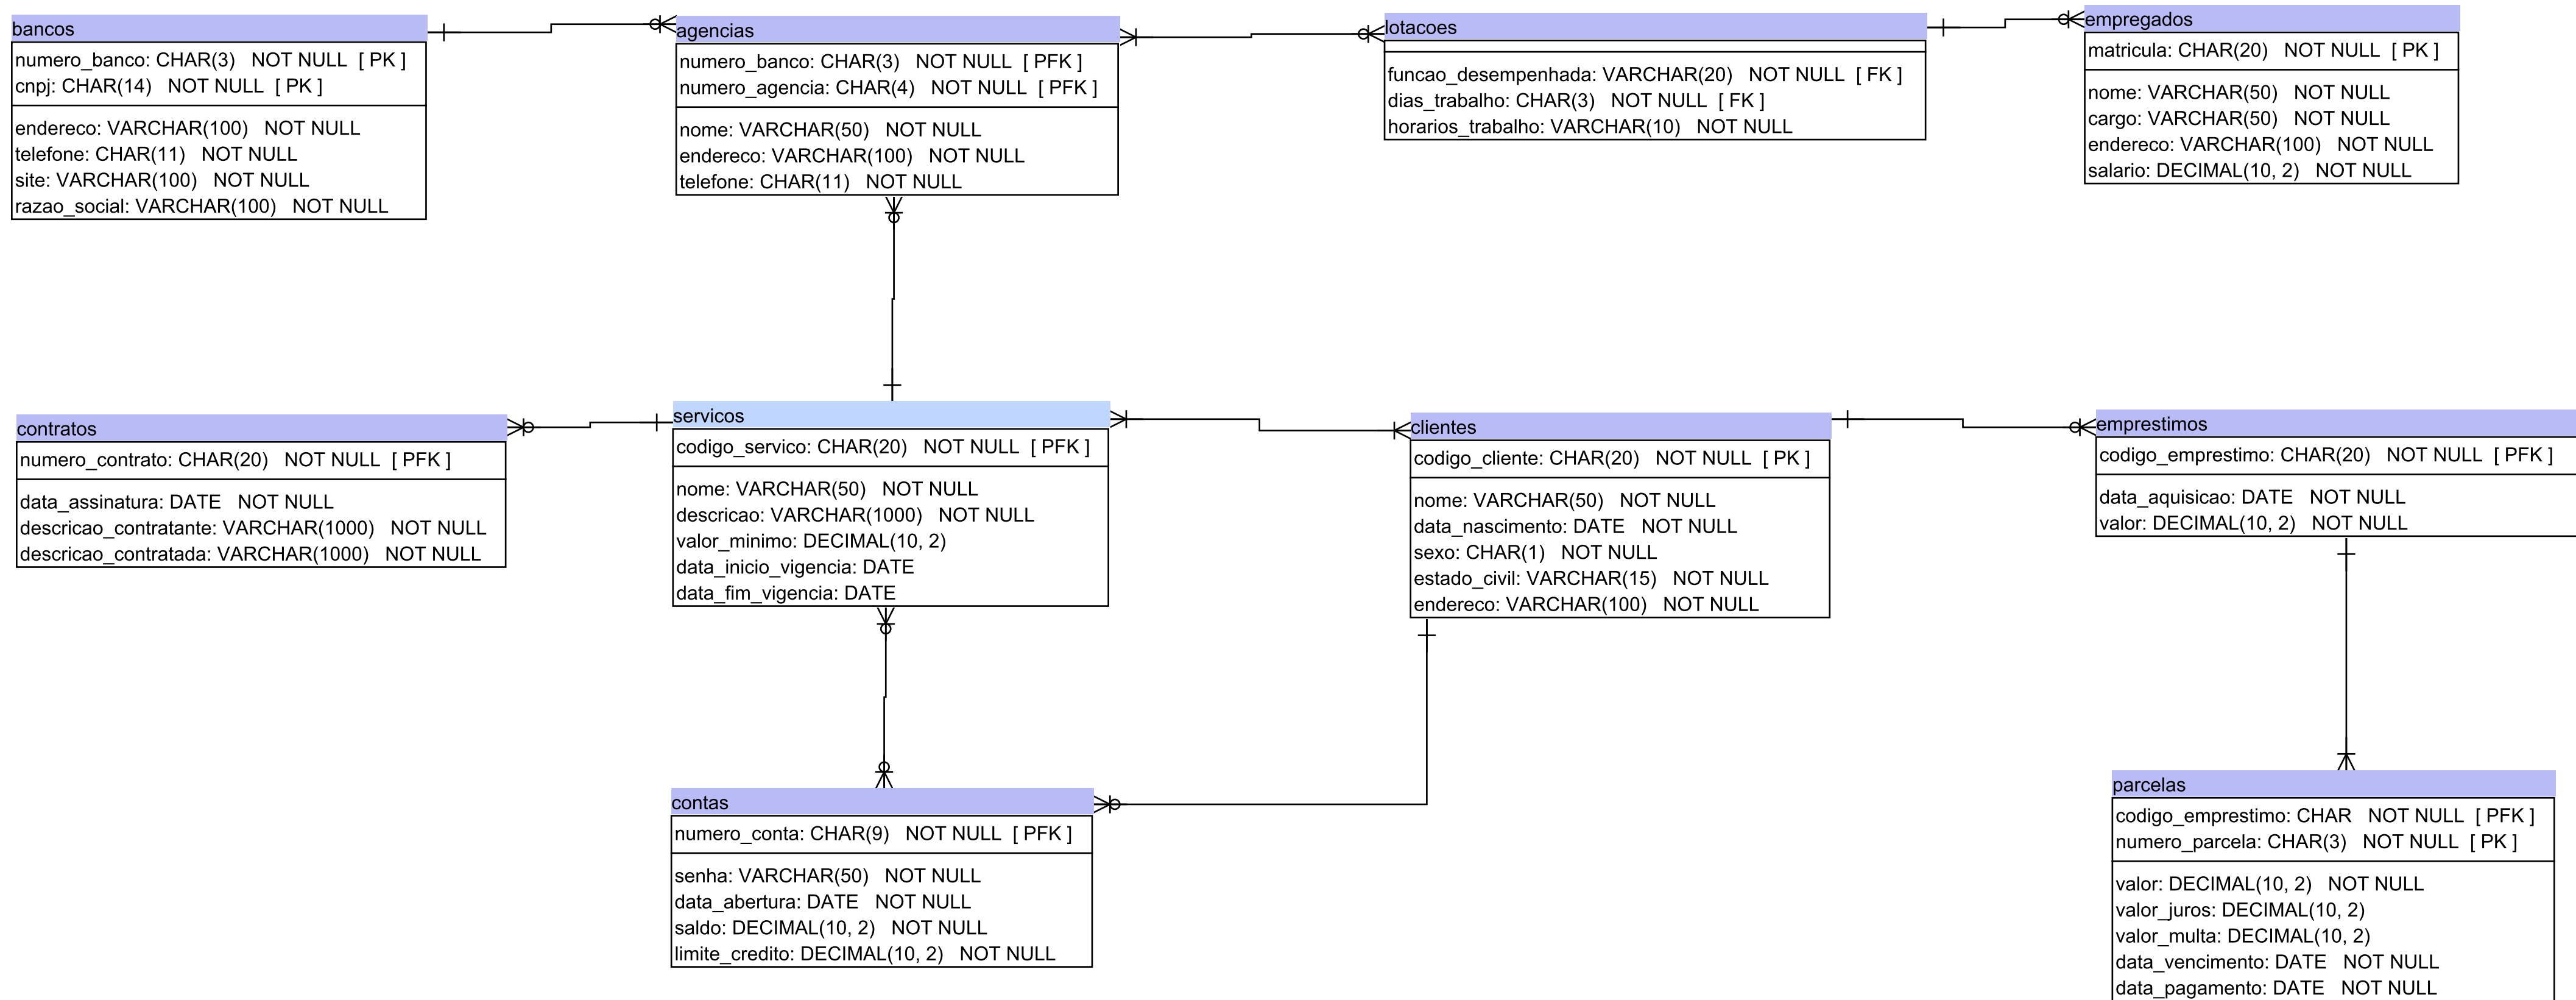 bancos
numero_banco: CHAR(3) NOT NULL [ PK ]
cnpj: CHAR(14) NOT NULL [ PK ]
endereco: VARCHAR(100) NOT NULL
telefone: CHAR(11) NOT NULL
site: VARCHAR(100) NOT NULL
razao_social: VARCHAR(100) NOT NULL
agencias
numero_banco: CHAR(3) NOT NULL [ PFK ]
numero_agencia: CHAR(4) NOT NULL [ PFK ]
nome: VARCHAR(50) NOT NULL
endereco: VARCHAR(100) NOT NULL
telefone: CHAR(11) NOT NULL
lotacoes
funcao_desempenhada: VARCHAR(20) NOT NULL [ FK ]
dias_trabalho: CHAR(3) NOT NULL [ FK ]
horarios_trabalho: VARCHAR(10) NOT NULL
empregados
matricula: CHAR(20) NOT NULL [ PK ]
nome: VARCHAR(50) NOT NULL
cargo: VARCHAR(50) NOT NULL
endereco: VARCHAR(100) NOT NULL
salario: DECIMAL(10, 2) NOT NULL
contratos
numero_contrato: CHAR(20) NOT NULL [ PFK ]
data_assinatura: DATE NOT NULL
descricao_contratante: VARCHAR(1000) NOT NULL
descricao_contratada: VARCHAR(1000) NOT NULL
servicos
codigo_servico: CHAR(20) NOT NULL [ PFK ]
nome: VARCHAR(50) NOT NULL
descricao: VARCHAR(1000) NOT NULL
valor_minimo: DECIMAL(10, 2)
data_inicio_vigencia: DATE
data_fim_vigencia: DATE
clientes
codigo_cliente: CHAR(20) NOT NULL [ PK ]
nome: VARCHAR(50) NOT NULL
data_nascimento: DATE NOT NULL
sexo: CHAR(1) NOT NULL
estado_civil: VARCHAR(15) NOT NULL
endereco: VARCHAR(100) NOT NULL
emprestimos
codigo_emprestimo: CHAR(20) NOT NULL [ PFK ]
data_aquisicao: DATE NOT NULL
valor: DECIMAL(10, 2) NOT NULL
contas
numero_conta: CHAR(9) NOT NULL [ PFK ]
senha: VARCHAR(50) NOT NULL
data_abertura: DATE NOT NULL
saldo: DECIMAL(10, 2) NOT NULL
limite_credito: DECIMAL(10, 2) NOT NULL
parcelas
codigo_emprestimo: CHAR NOT NULL [ PFK ]
numero_parcela: CHAR(3) NOT NULL [ PK ]
valor: DECIMAL(10, 2) NOT NULL
valor_juros: DECIMAL(10, 2)
valor_multa: DECIMAL(10, 2)
data_vencimento: DATE NOT NULL
data_pagamento: DATE NOT NULL